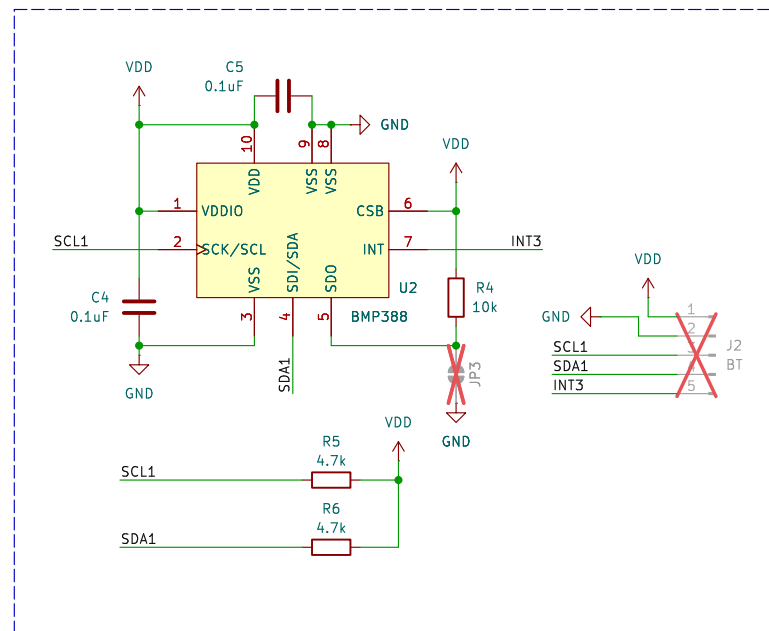 VDD
C5
0.1uF
GND
10
9
8
VDD
VSS
VSS
VDD
1
VDDIO
CSB
6
SCL1
2
SCK/SCL
INT
7
INT3
VSS
SDI/SDA
SDO
U2
BMP388
3
4
5
C4
0.1uF
GND
SDA1
R4
10k
JP3
GND
VDD
GND
1
2
SCL1
3
SDA1
4
INT3
5
J2
BT
VDD
R5
4.7k
SCL1
R6
4.7k
SDA1